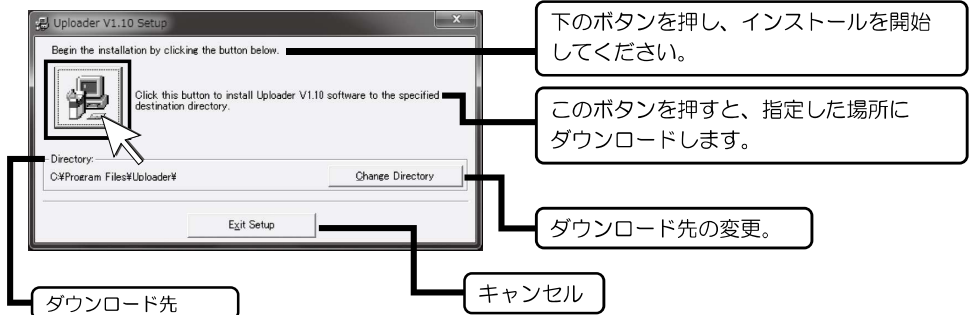 Uploader V1.10 Setup
Begin the installation by clicking the button below.
Click this button to install Uploader V1.10 software to the specified
destination directory.
Directory:
C:¥Program Files¥Uploader¥
Change Directory
Exit Setup
下のボタンを押し、インストールを開始
してください。
このボタンを押すと、指定した場所に
ダウンロードします。
ダウンロード先の変更。
キャンセル
ダウンロード先